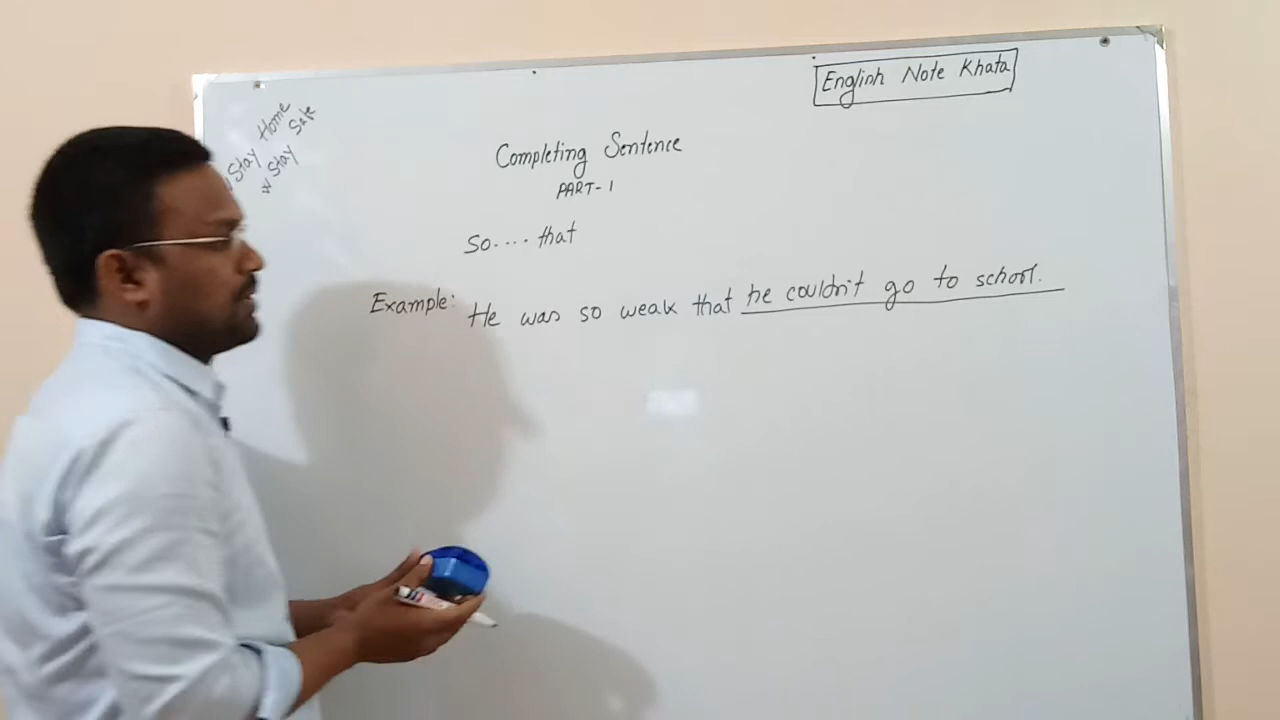 English Note Khata
Stay Home
Stay Safe
Completing Sentence
PART-1
so.... that
Example: He was so weak that he couldn't go to school.